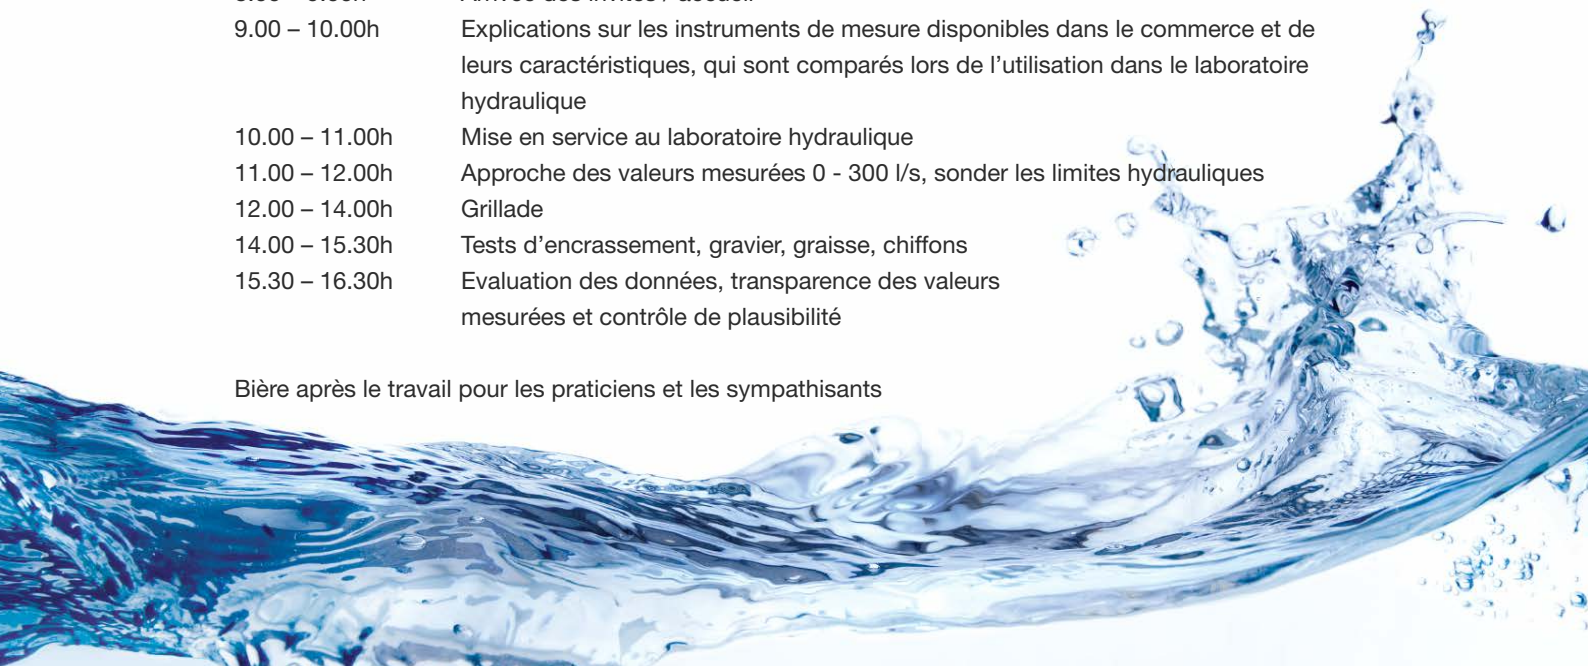 9.00 – 10.00h Explications sur les instruments de mesure disponibles dans le commerce et de
leurs caractéristiques, qui sont comparés lors de l’utilisation dans le laboratoire
hydraulique
10.00 – 11.00h Mise en service au laboratoire hydraulique
11.00 – 12.00h Approche des valeurs mesurées 0 - 300 l/s, sonder les limites hydrauliques
12.00 – 14.00h Grillade
14.00 – 15.30h Tests d’encrassement, gravier, graisse, chiffons
15.30 – 16.30h Evaluation des données, transparence des valeurs
mesurées et contrôle de plausibilité
Bière après le travail pour les praticiens et les sympathisants